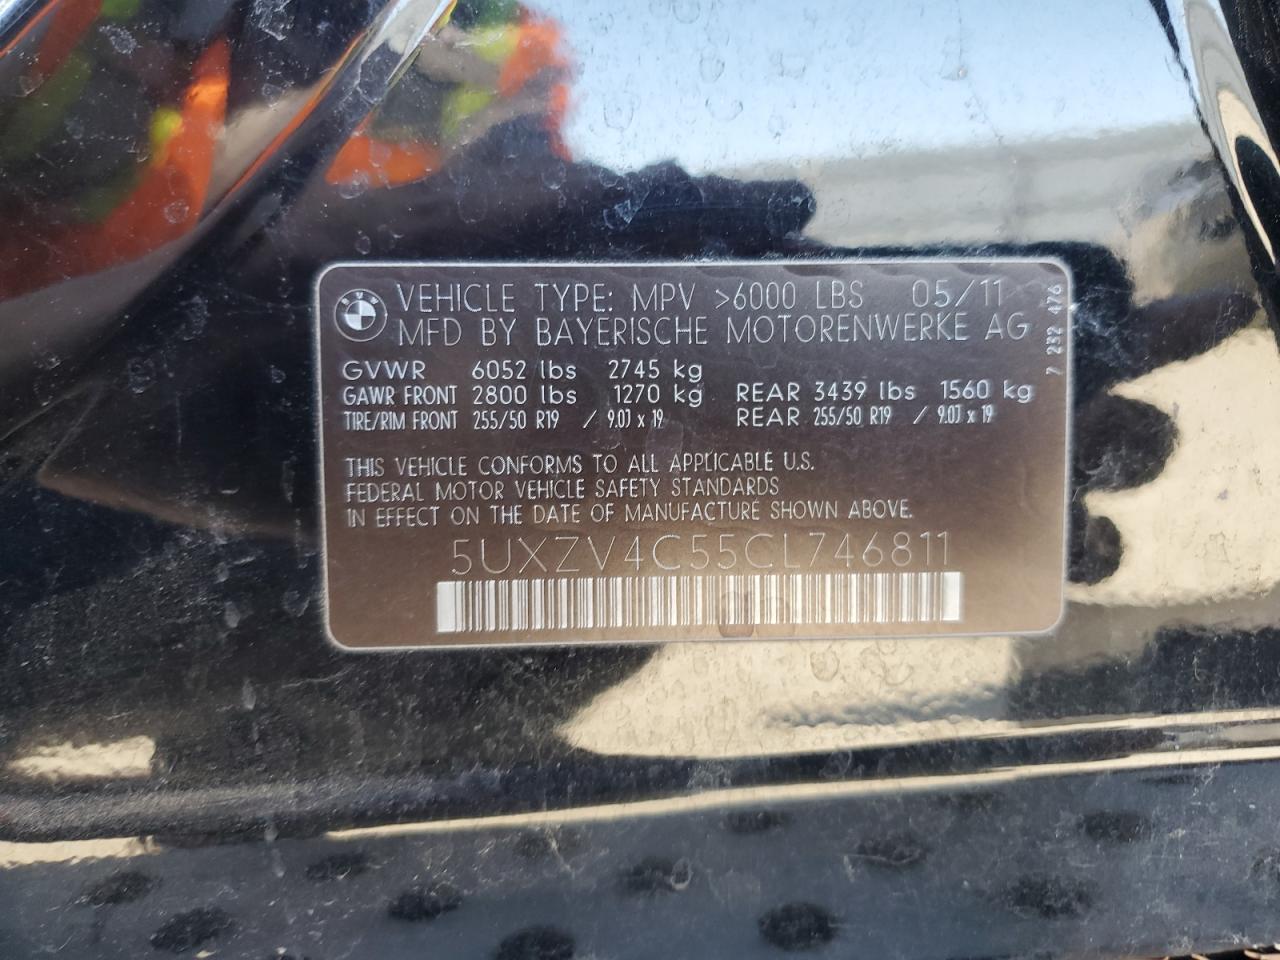 VEHICLE TYPE: MPV >6000 LBS 05/11
MFD BY BAYERISCHE MOTORENWERKE AG
GVWR 6052 lbs 2745 kg
GAWR FRONT 2800 lbs 1270 kg REAR 3439 lbs 1560 kg
TIRE/RIM FRONT 255/50 R19 / 9.0J x 19 REAR 255/50 R19 / 9.0J x 19
7 232 476
THIS VEHICLE CONFORMS TO ALL APPLICABLE U.S.
FEDERAL MOTOR VEHICLE SAFETY STANDARDS
IN EFFECT ON THE DATE OF MANUFACTURE SHOWN ABOVE.
5UXZV4C55CL746811